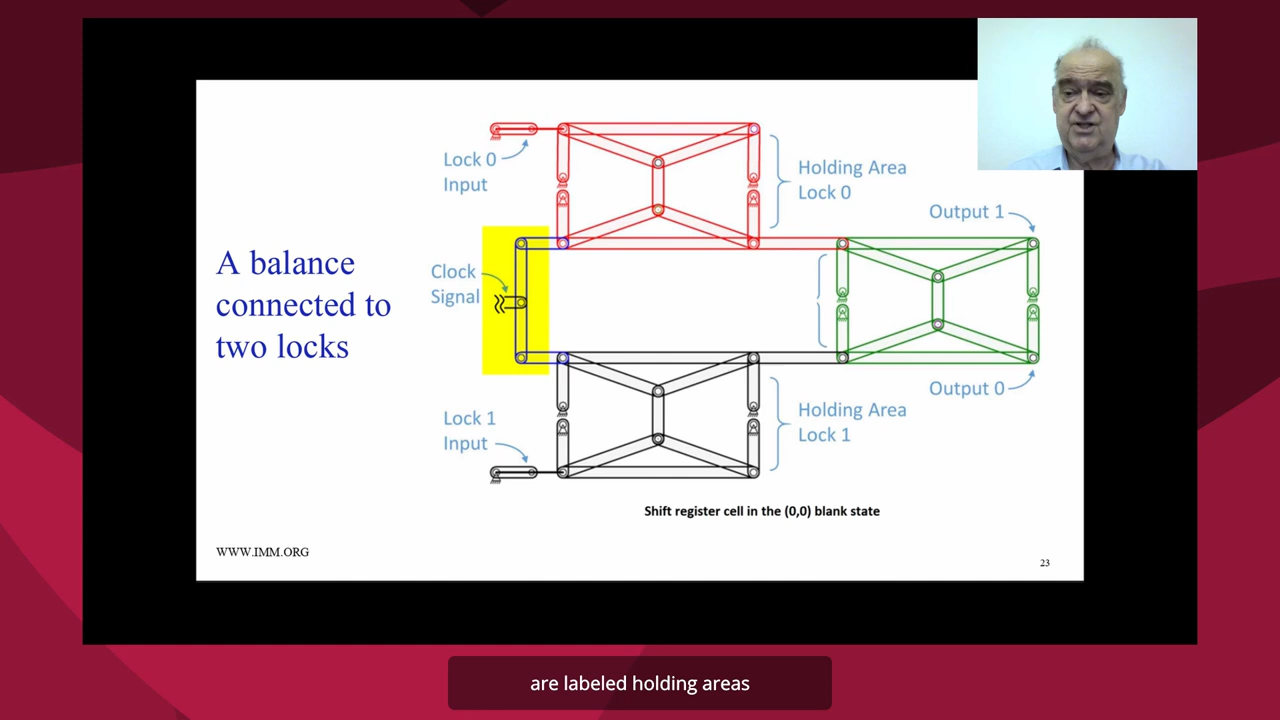 Lock 0
Input
Holding Area
Lock 0
Output 1
A balance
connected to
two locks
Clock
Signal
Output 0
Lock 1
Input
Holding Area
Lock 1
Shift register cell in the (0,0) blank state
WWW.IMM.ORG
23
are labeled holding areas